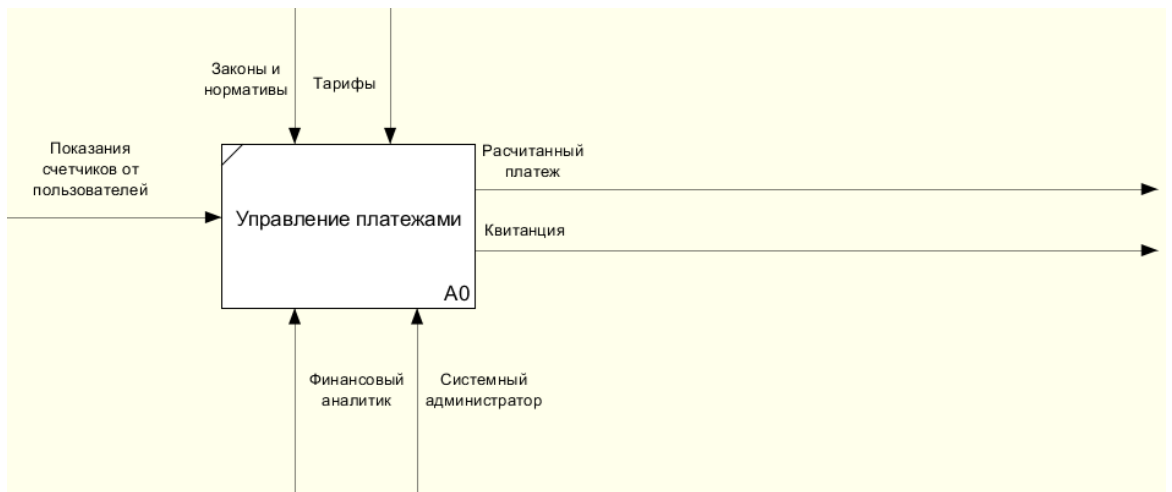 Законы и
нормативы
Тарифы
Показания
счетчиков от
пользователей
Расчитанный
платеж
Управление платежами
Квитанция
A0
Финансовый
аналитик
Системный
администратор